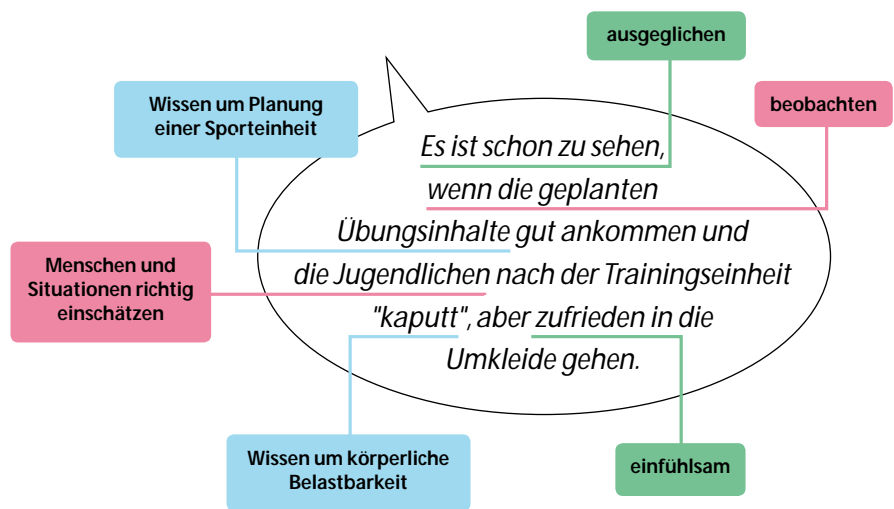 ausgeglichen
Wissen um Planung
einer Sporteinheit
beobachten
Es ist schon zu sehen,
wenn die geplanten
Übungsinhalte gut ankommen und
die Jugendlichen nach der Trainingseinheit
"kaputt", aber zufrieden in die
Umkleide gehen.
Menschen und
Situationen richtig
einschätzen
Wissen um körperliche
Belastbarkeit
einfühlsam